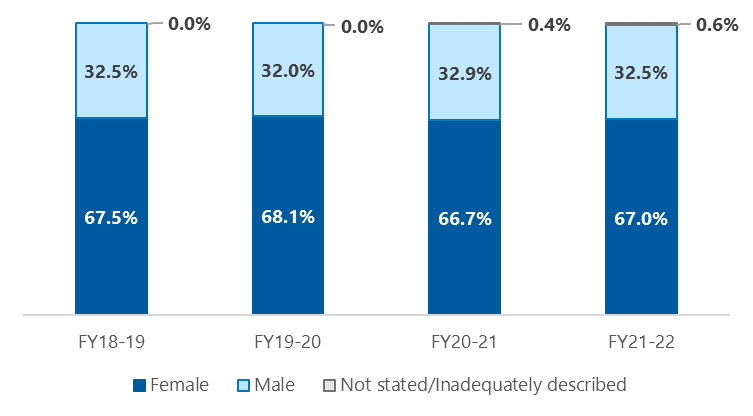 0.0% 0.0% 0.4% 0.6%
32.5% 32.0% 32.9% 32.5%
67.5% 68.1% 66.7% 67.0%
FY18-19 FY19-20 FY20-21 FY21-22
Female Male Not stated/Inadequately described